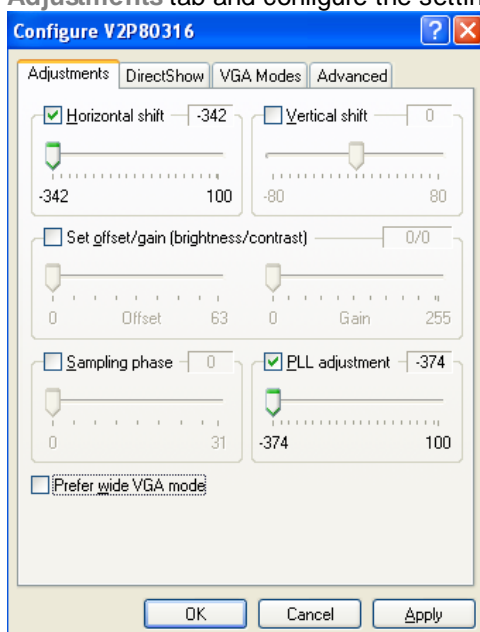 Adjustments tab and configure the settin
Configure V2P80316
Adjustments DirectShow VGA Modes Advanced
Horizontal shift -342 Vertical shift 0
-342 100 -80 80
Set offset/gain (brightness/contrast) 0/0
0 Offset 63 0 Gain 255
Sampling phase 0 PLL adjustment -374
0 31 -374 100
Prefer wide VGA mode
OK Cancel Apply